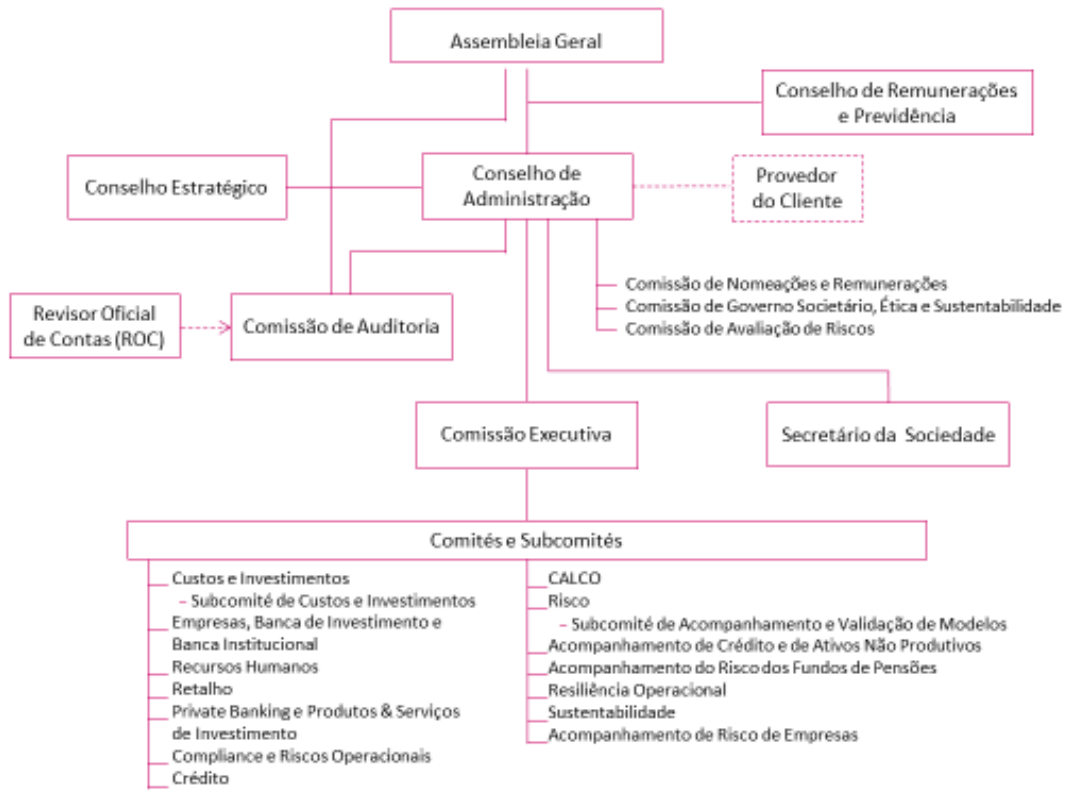 Assembleia Geral
Conselho de Remunerações
e Previdência
Conselho Estratégico
Conselho de
Administração
Provedor
do Cliente
Comissão de Nomeações e Remunerações
Comissão de Governo Societário, Ética e Sustentabilidade
Comissão de Avaliação de Riscos
Revisor Oficial
de Contas (ROC)
Comissão de Auditoria
Comissão Executiva
Secretário da Sociedade
Comités e Subcomités
Custos e Investimentos
– Subcomité de Custos e Investimentos
Empresas, Banca de Investimento e
Banca Institucional
Recursos Humanos
Retalho
Private Banking e Produtos & Serviços
de Investimento
Compliance e Riscos Operacionais
Crédito
CALCO
Risco
– Subcomité de Acompanhamento e Validação de Modelos
Acompanhamento de Crédito e de Ativos Não Produtivos
Acompanhamento do Risco dos Fundos de Pensões
Resiliência Operacional
Sustentabilidade
Acompanhamento de Risco de Empresas